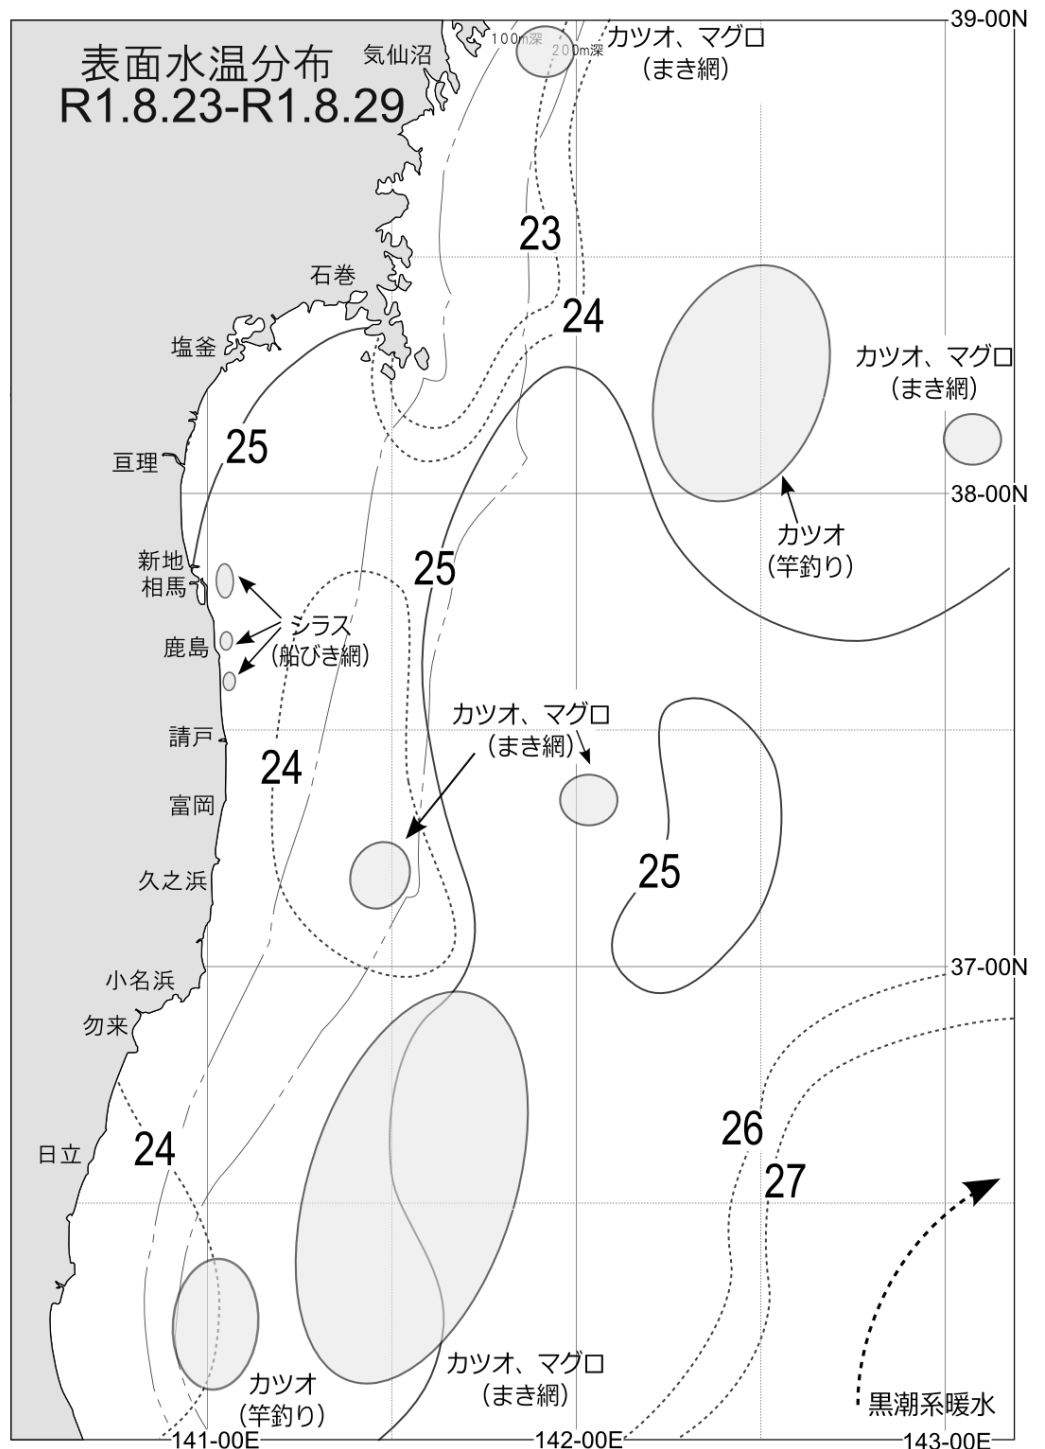 39-00N
表面水温分布
R1.8.23-R1.8.29
気仙沼
100m深
200m深
カツオ、マグロ
(まき網)
23
石巻
24
塩釜
カツオ、マグロ
(まき網)
25
亘理
38-00N
カツオ
(竿釣り)
新地
相馬
25
シラス
(船びき網)
鹿島
カツオ、マグロ
(まき網)
請戸
24
富岡
久之浜
25
37-00N
小名浜
勿来
26
日立
24
27
カツオ、マグロ
(まき網)
カツオ
(竿釣り)
黒潮系暖水
141-00E
142-00E
143-00E